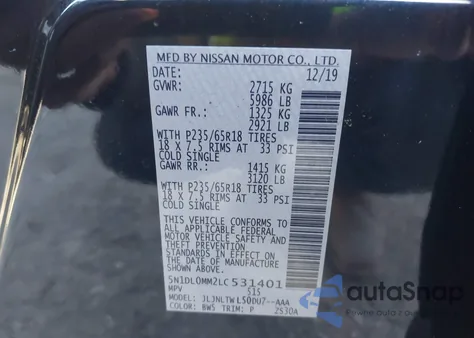 MFD BY NISSAN MOTOR CO., LTD.
DATE: 12/19
GVWR: 2715 KG
5986 LB
GAWR FR.: 1325 KG
2921 LB
WITH P235/65R18 TIRES
18 X 7.5 RIMS AT 33 PSI
COLD SINGLE
GAWR RR.: 1415 KG
3120 LB
WITH P235/65R18 TIRES
18 X 7.5 RIMS AT 33 PSI
COLD SINGLE
THIS VEHICLE CONFORMS TO
ALL APPLICABLE FEDERAL
MOTOR VEHICLE SAFETY AND
THEFT PREVENTION
STANDARDS IN EFFECT ON
THE DATE OF MANUFACTURE
SHOWN ABOVE.
5N1DL0MM2LC531401
MPV 515
MODEL: JLJNLTW L50DU7--AAA
COLOR: BW5 TRIM: P 2530A
autoSnap